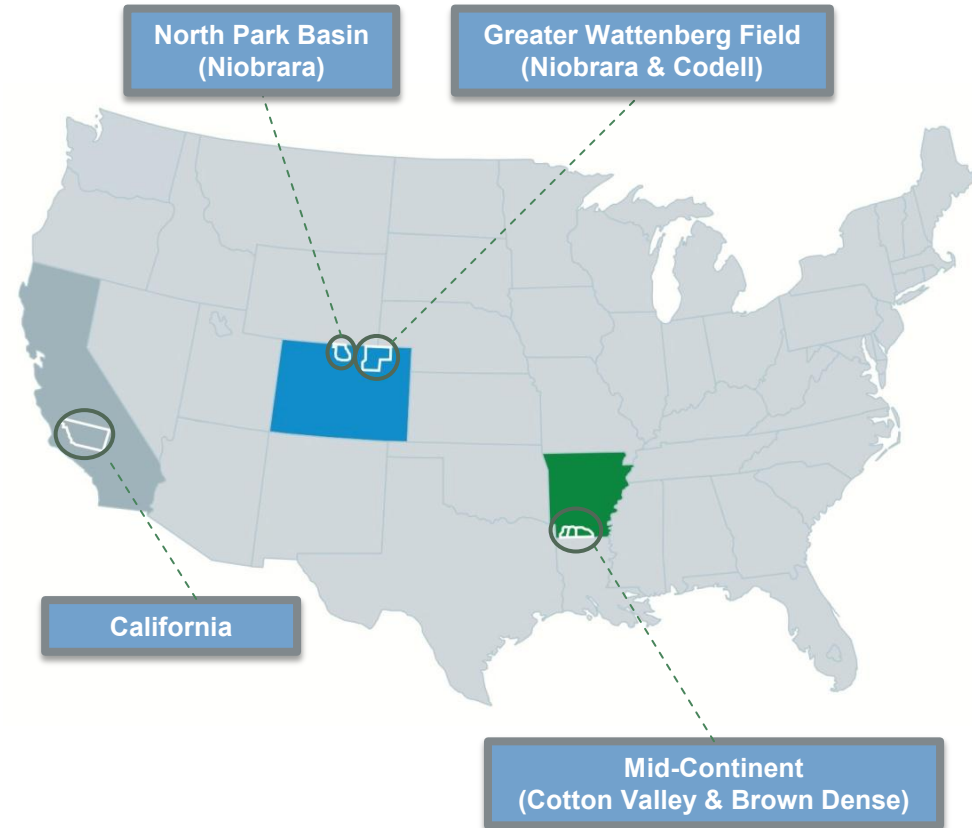 North Park Basin
(Niobrara)
Greater Wattenberg Field
(Niobrara & Codell)
California
Mid-Continent
(Cotton Valley & Brown Dense)